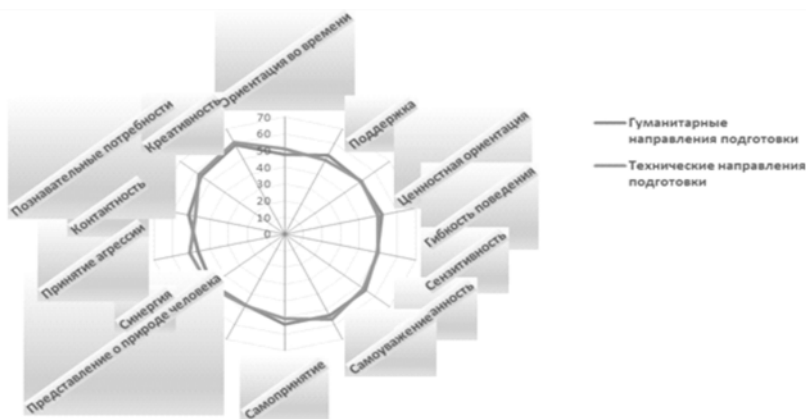 Ориентация во времени
Поддержка
Ценностная ориентация
Гибкость поведения
Сензитивность
анность
Самоуважение
Самопринятие
Представление о природе человека
Синергия
Принятие агрессии
Контактность
Познавательные потребности
Креативность
70
60
50
40
30
20
10
0
Гуманитарные
направления подготовки
Технические направления
подготовки